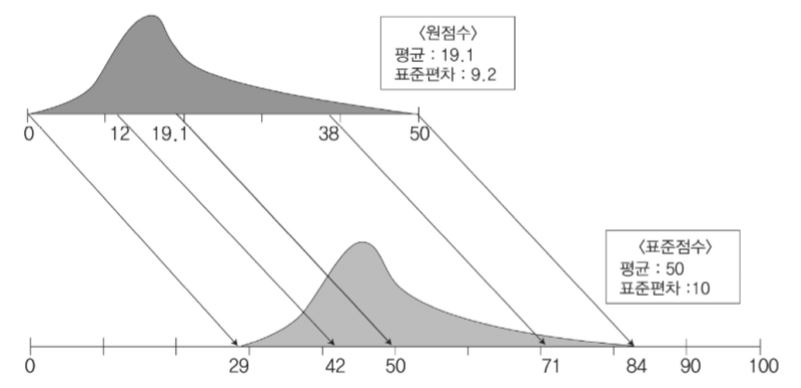 〈원점수〉
평균 : 19.1
표준편차 : 9.2
0 12 19.1 38 50
〈표준점수〉
평균 : 50
표준편차 :10
0 29 42 50 71 84 90 100